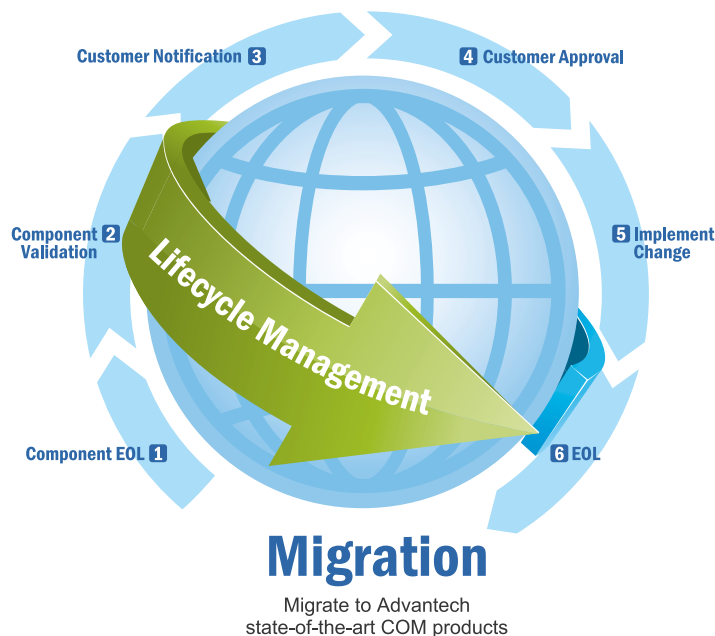 Customer Notification 3
4 Customer Approval
Component 2
Validation
5 Implement
Change
Lifecycle Management
Component EOL 1
6 EOL
Migration
Migrate to Advantech
state-of-the-art COM products